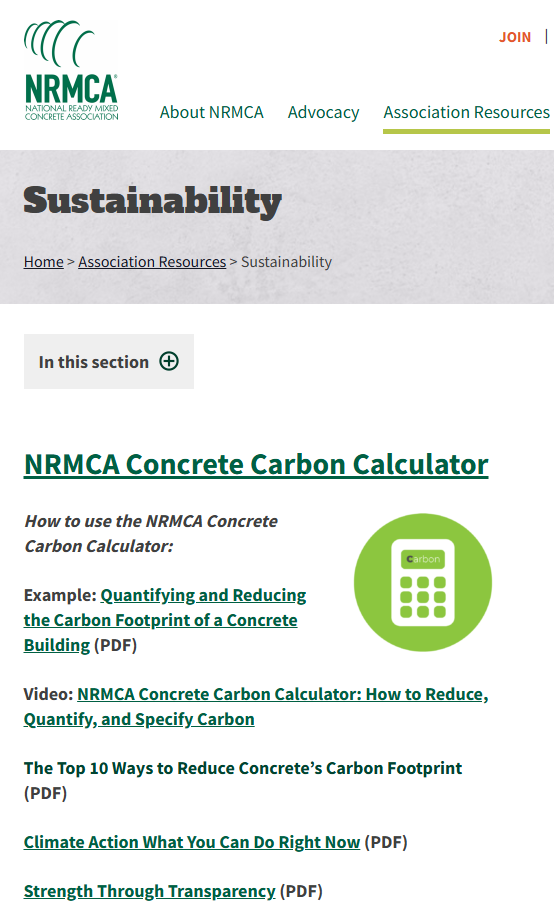 JOIN |
NRMCA®
NATIONAL READY MIXED
CONCRETE ASSOCIATION
About NRMCA Advocacy Association Resources
Sustainability
Home > Association Resources > Sustainability
In this section
NRMCA Concrete Carbon Calculator
How to use the NRMCA Concrete
Carbon Calculator:
Carbon
Example: Quantifying and Reducing
the Carbon Footprint of a Concrete
Building (PDF)
Video: NRMCA Concrete Carbon Calculator: How to Reduce,
Quantify, and Specify Carbon
The Top 10 Ways to Reduce Concrete’s Carbon Footprint
(PDF)
Climate Action What You Can Do Right Now (PDF)
Strength Through Transparency (PDF)